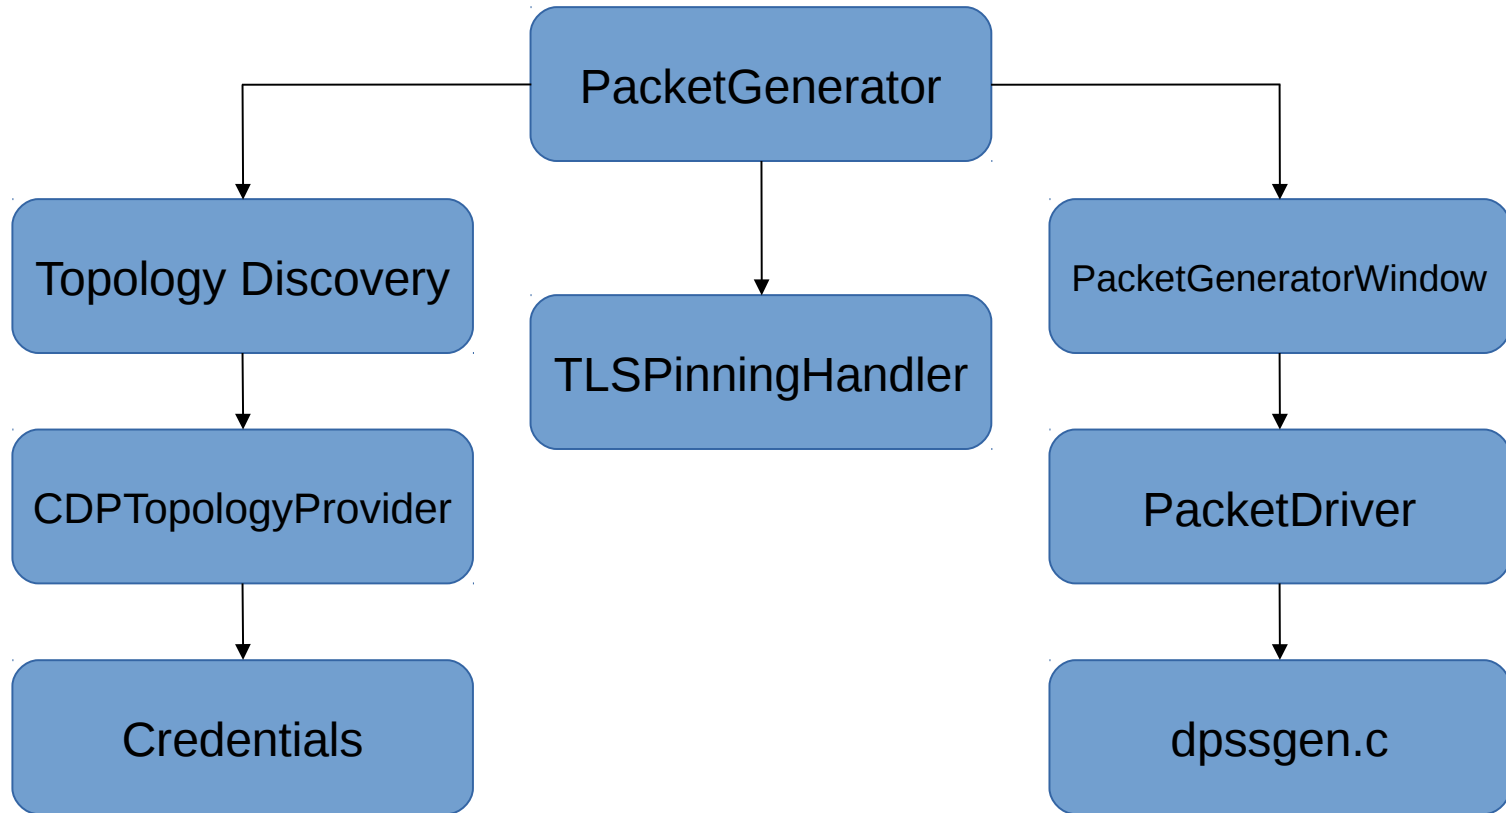 PacketGenerator
Topology Discovery
PacketGeneratorWindow
TLSPinningHandler
CDPTopologyProvider
PacketDriver
Credentials
dpssgen.c